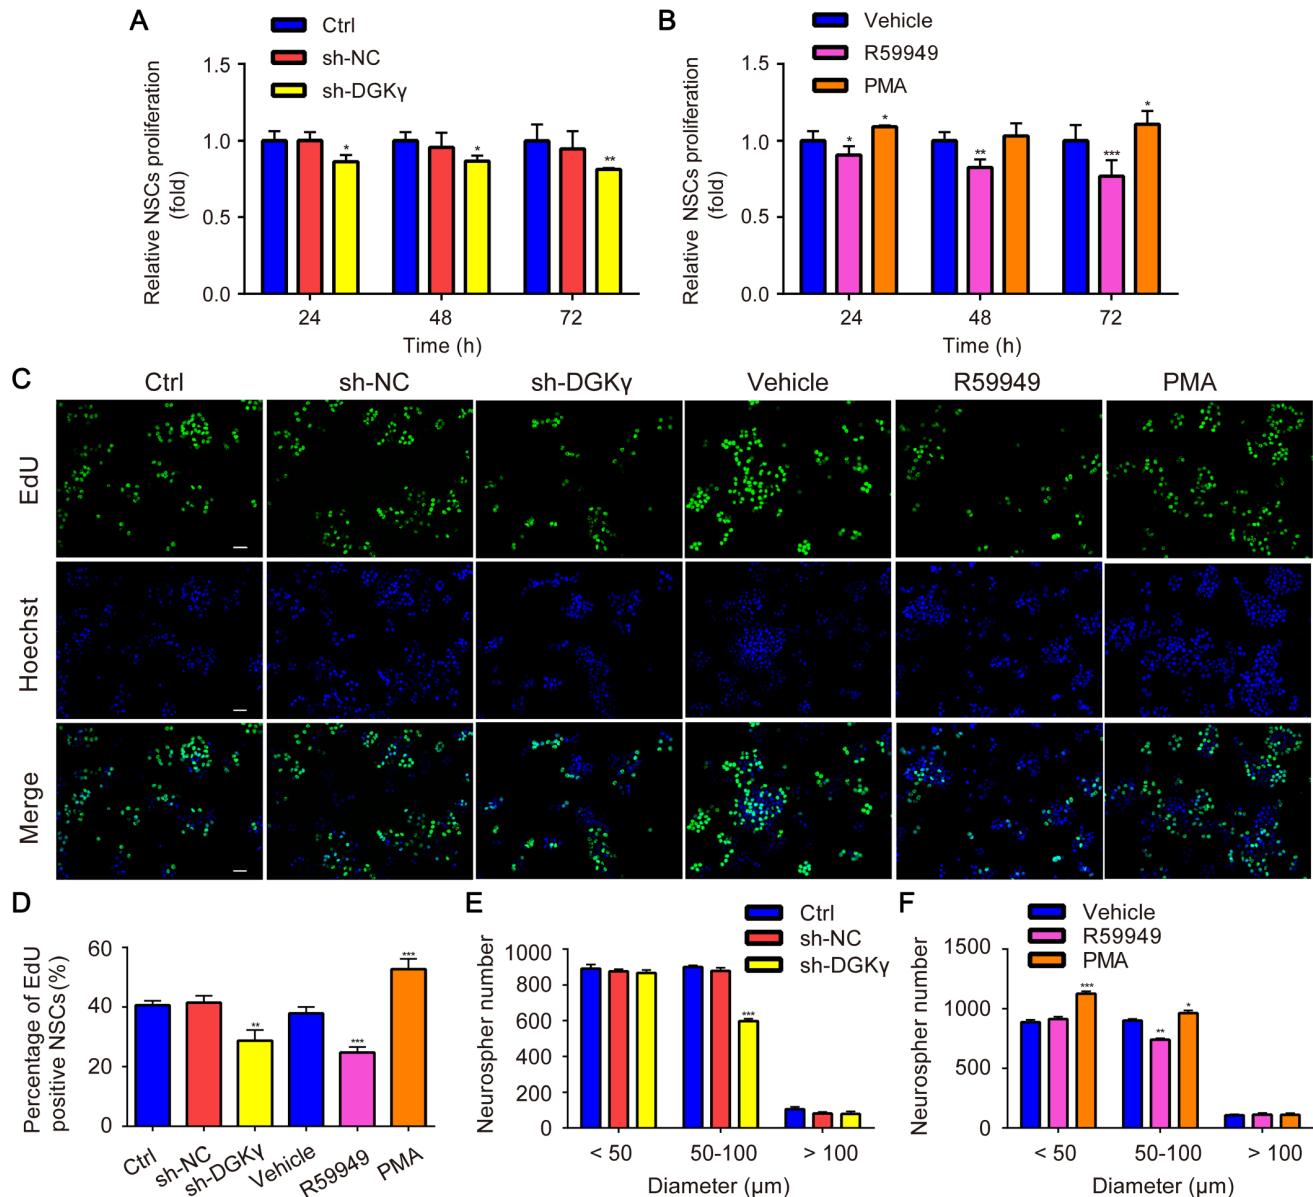 A
Ctrl
sh-NC
sh-DGKγ
Relative NSCs proliferation
(fold)
1.5
1.0
0.5
0.0
*
*
**
24
48
72
Time (h)
B
Vehicle
R59949
PMA
Relative NSCs proliferation
(fold)
1.5
1.0
0.5
0.0
*
*
**
***
*
24
48
72
Time (h)
C
Ctrl
sh-NC
sh-DGKγ
Vehicle
R59949
PMA
EdU
Hoechst
Merge
D
Percentage of EdU
positive NSCs (%)
60
40
20
0
**
***
***
Ctrl
sh-NC
sh-DGKγ
Vehicle
R59949
PMA
E
Ctrl
sh-NC
sh-DGKγ
Neurospher number
1000
800
600
400
200
0
***
< 50
50-100
> 100
Diameter (μm)
F
Vehicle
R59949
PMA
Neurospher number
1500
1000
500
0
***
**
*
< 50
50-100
> 100
Diameter (μm)